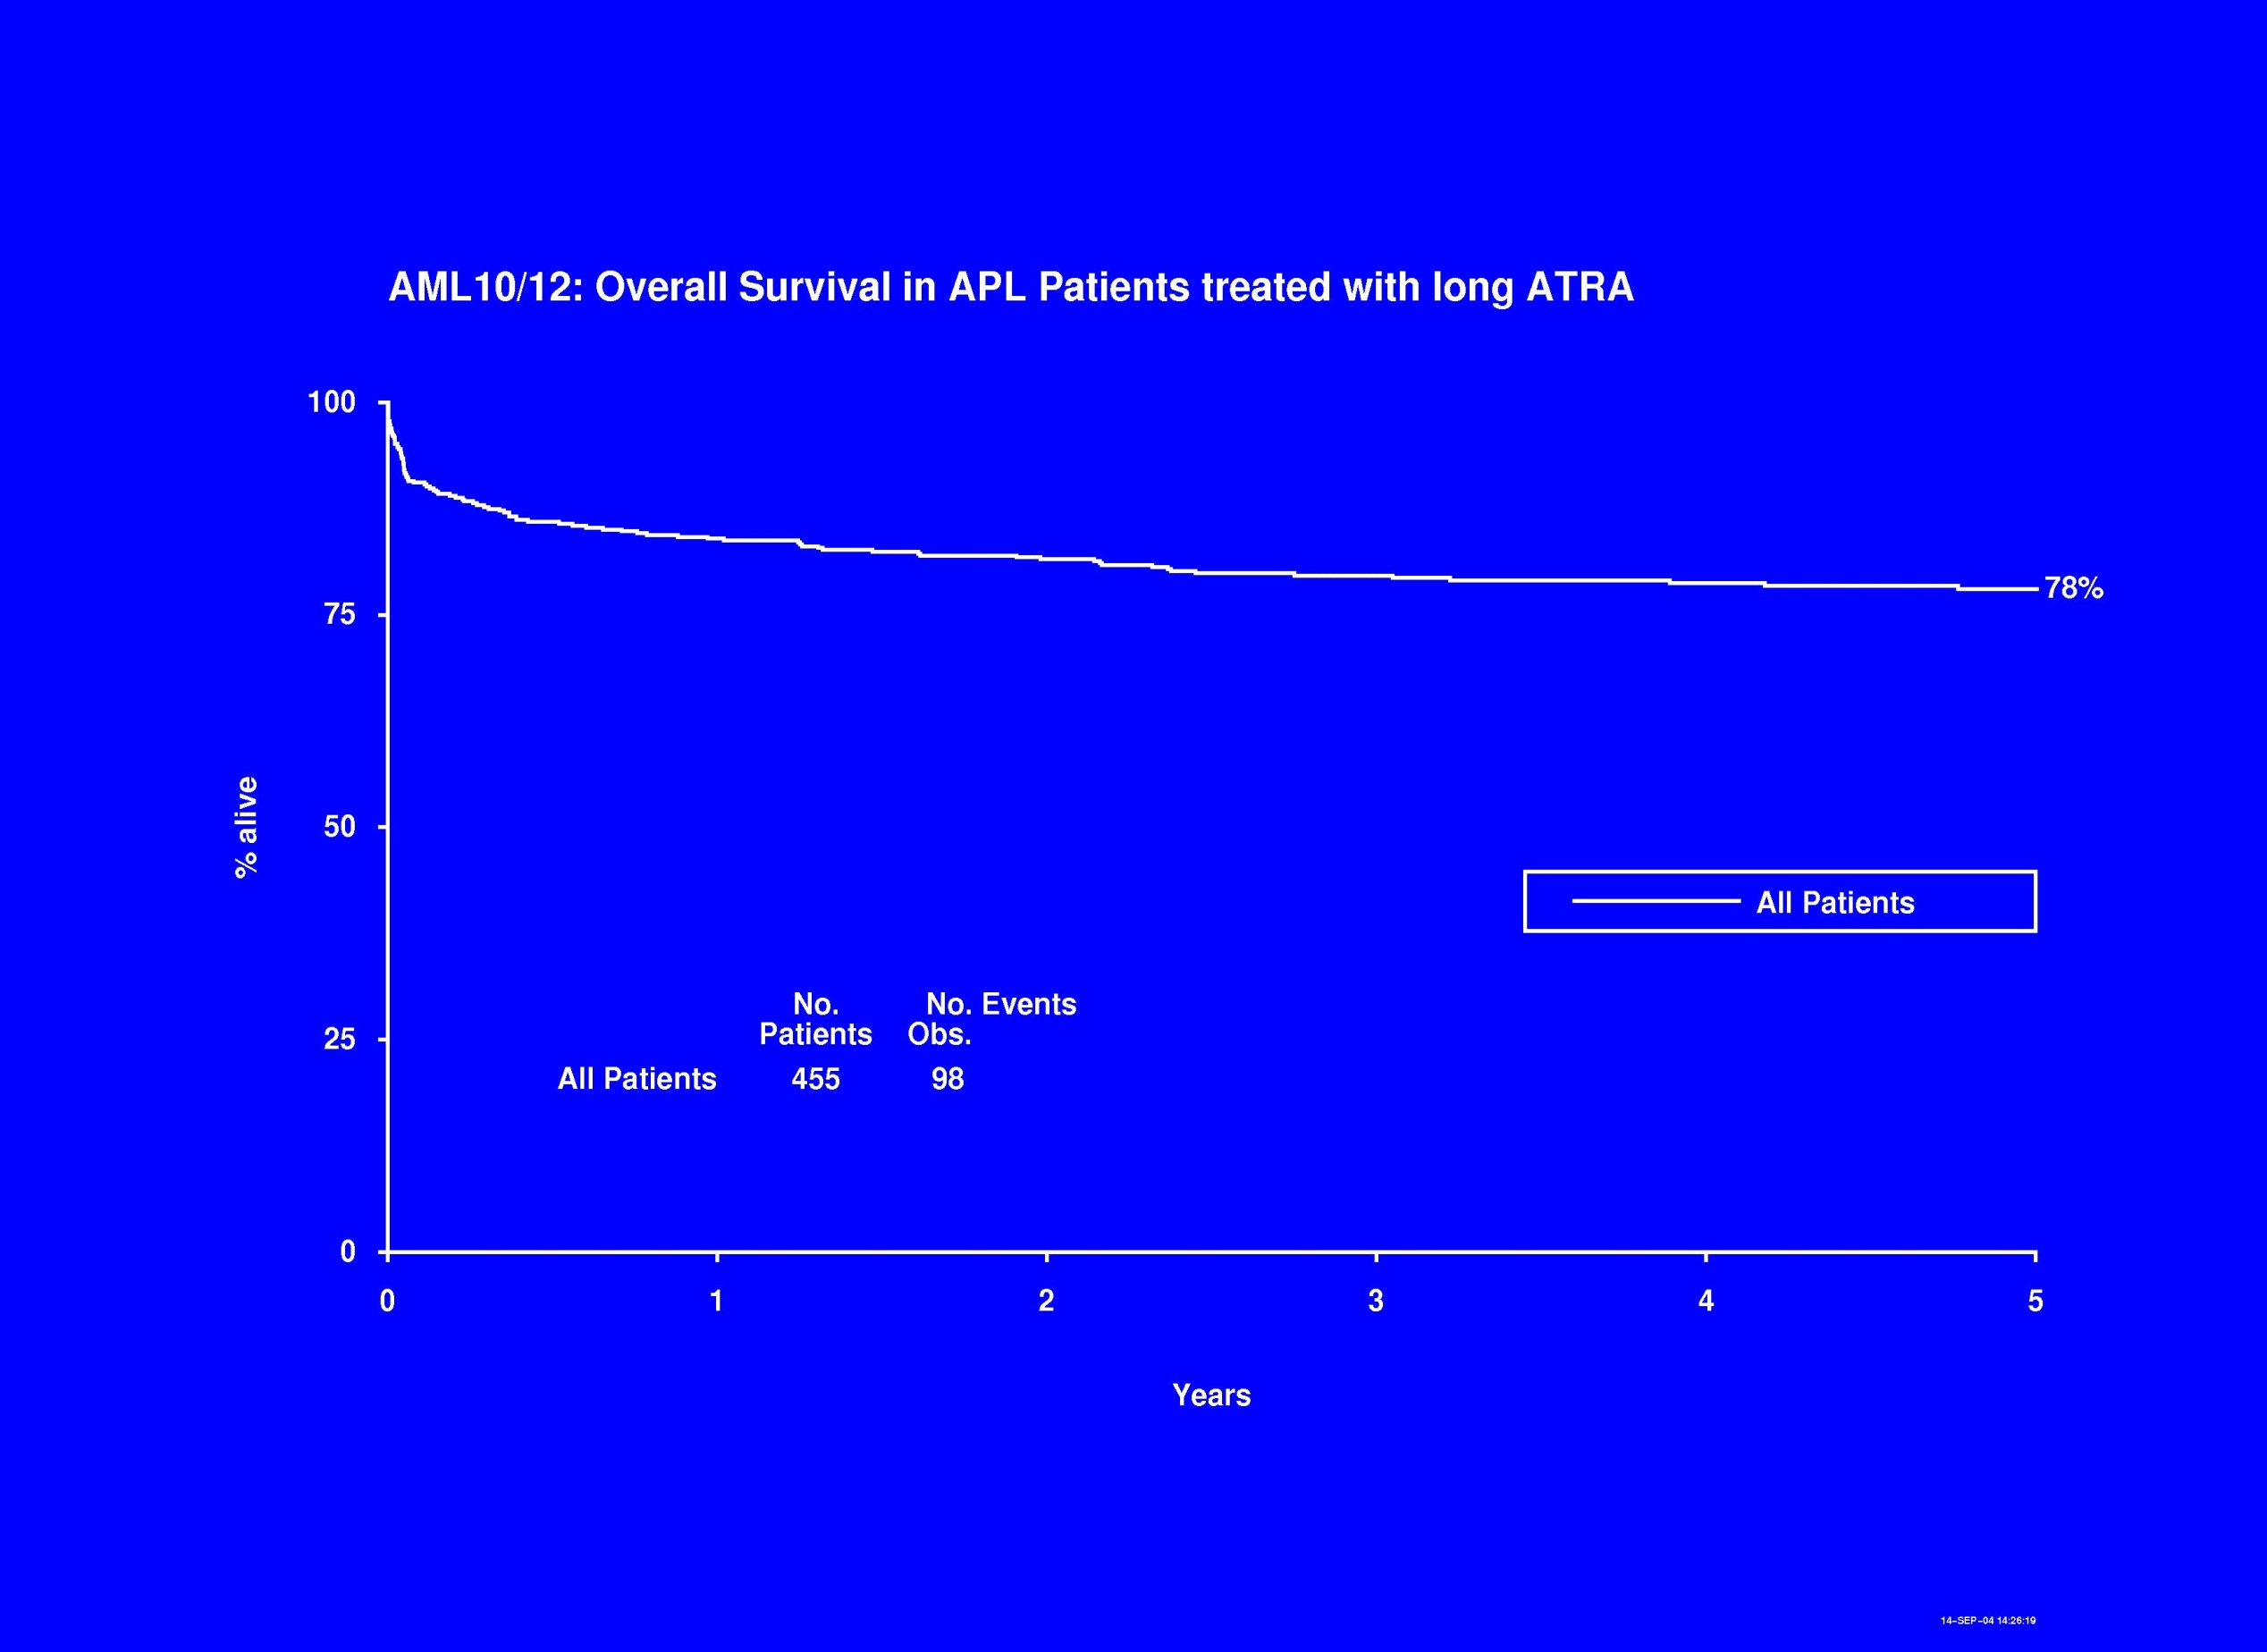 AML10/12: Overall Survival in APL Patients treated with long ATRA
100
78%
75
% alive
50
All Patients
No. No. Events
Patients Obs.
25
All Patients 455 98
0
0 1 2 3 4 5
Years
14-SEP-04 14:26:19